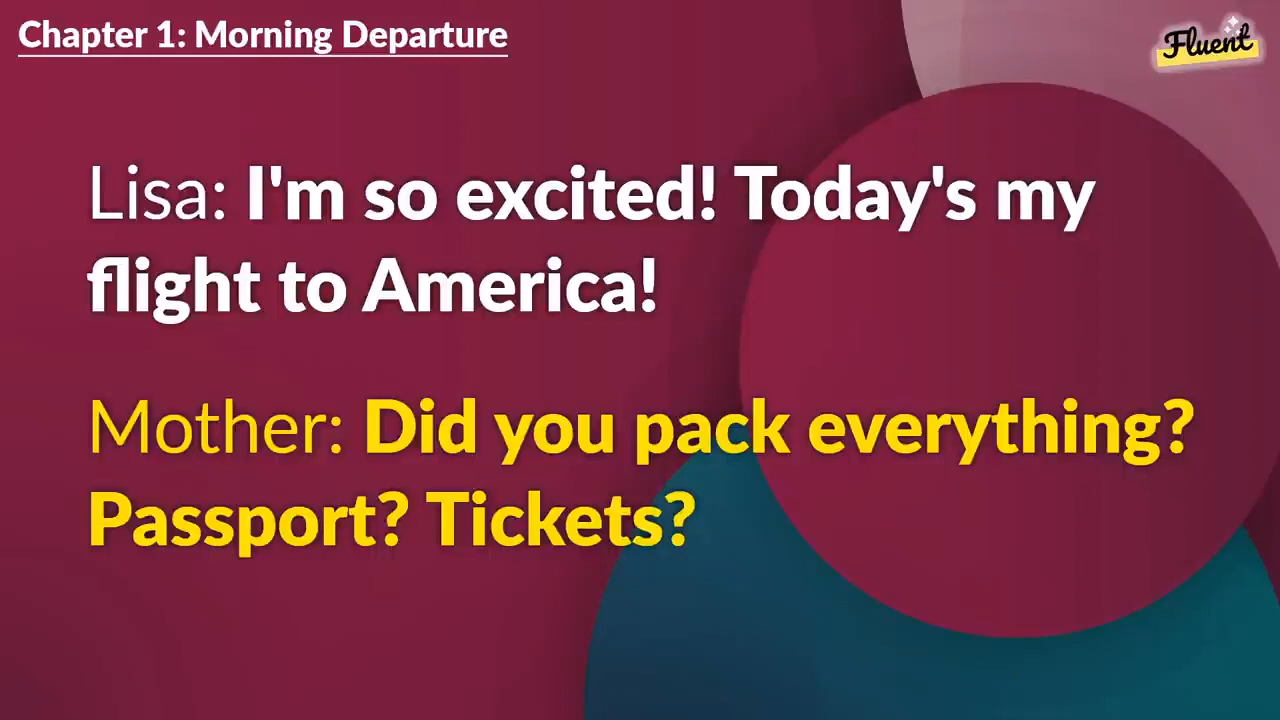 Chapter 1: Morning Departure
Fluent
Lisa: I'm so excited! Today's my
flight to America!
Mother: Did you pack everything?
Passport? Tickets?